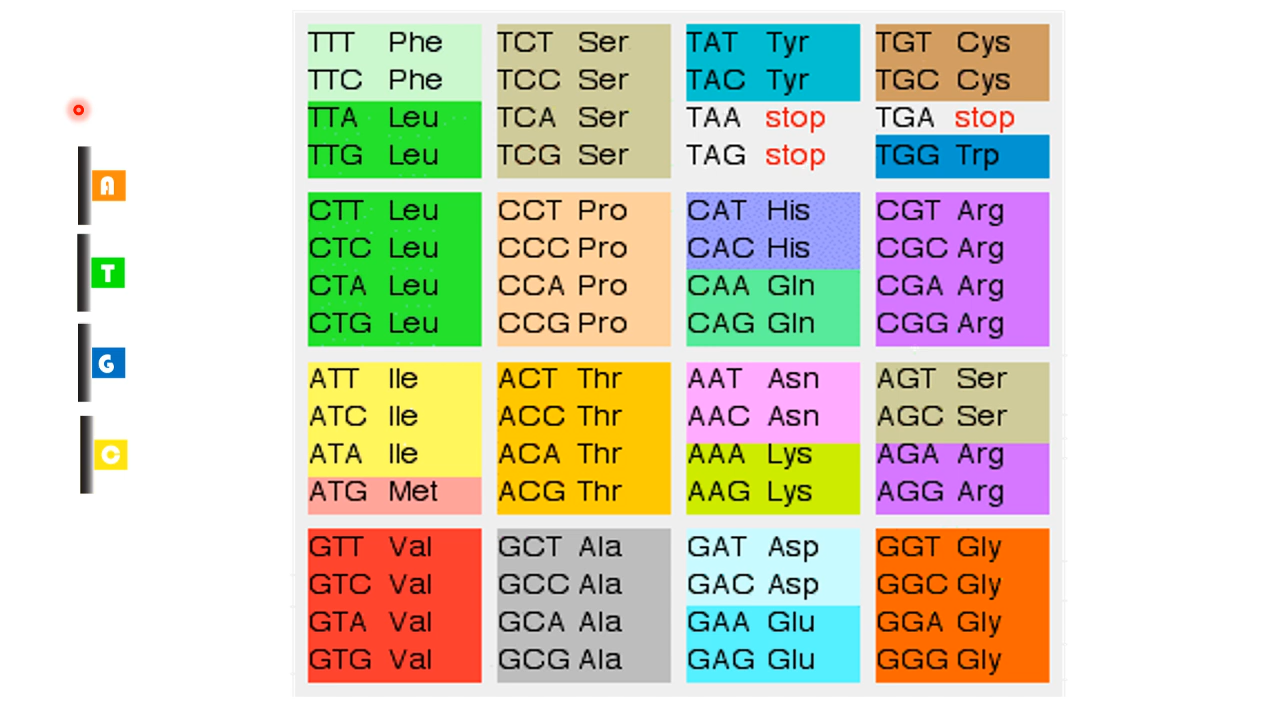 A
T
G
C
TTT Phe TCT Ser TAT Tyr TGT Cys
TTC Phe TCC Ser TAC Tyr TGC Cys
TTA Leu TCA Ser TAA stop TGA stop
TTG Leu TCG Ser TAG stop TGG Trp
CTT Leu CCT Pro CAT His CGT Arg
CTC Leu CCC Pro CAC His CGC Arg
CTA Leu CCA Pro CAA Gln CGA Arg
CTG Leu CCG Pro CAG Gln CGG Arg
ATT Ile ACT Thr AAT Asn AGT Ser
ATC Ile ACC Thr AAC Asn AGC Ser
ATA Ile ACA Thr AAA Lys AGA Arg
ATG Met ACG Thr AAG Lys AGG Arg
GTT Val GCT Ala GAT Asp GGT Gly
GTC Val GCC Ala GAC Asp GGC Gly
GTA Val GCA Ala GAA Glu GGA Gly
GTG Val GCG Ala GAG Glu GGG Gly